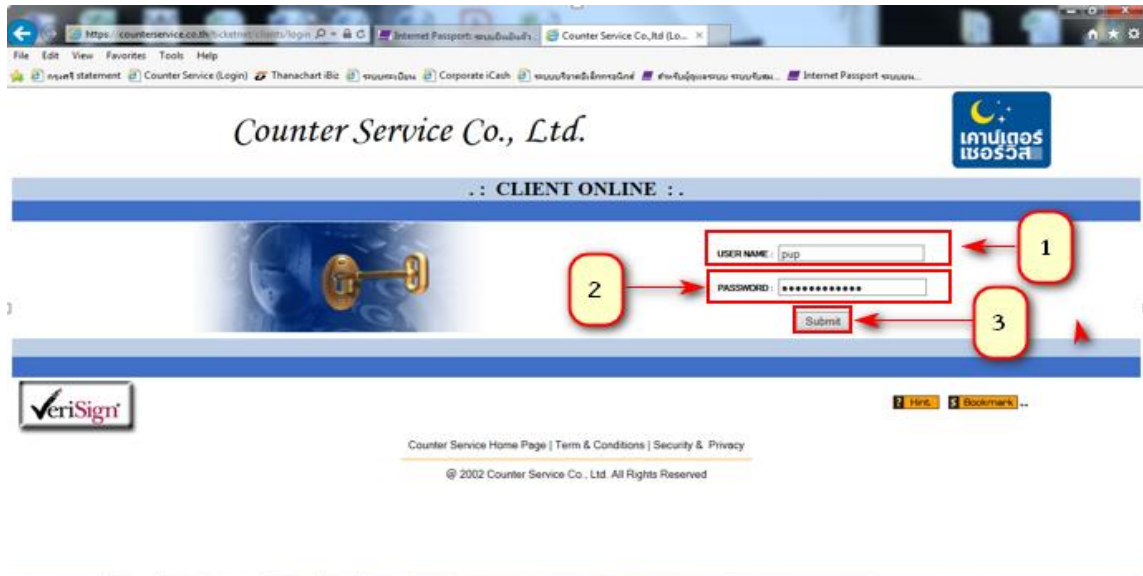 https://counterservice.co.th/ticketnet/clients/login
Internet Passport:
Counter Service Co.,ltd (Lo...
File Edit View Favorites Tools Help
statement Counter Service (Login) Thanachart iBiz Corporate iCash Internet Passport
Counter Service Co., Ltd.
เคาน์เตอร์
เซอร์วิส
.: CLIENT ONLINE :.
USER NAME : pup
1
2
PASSWORD : ••••••••••••
Submit
3
VeriSign
Hint Bookmark ..
Counter Service Home Page | Term & Conditions | Security & Privacy
@ 2002 Counter Service Co., Ltd. All Rights Reserved